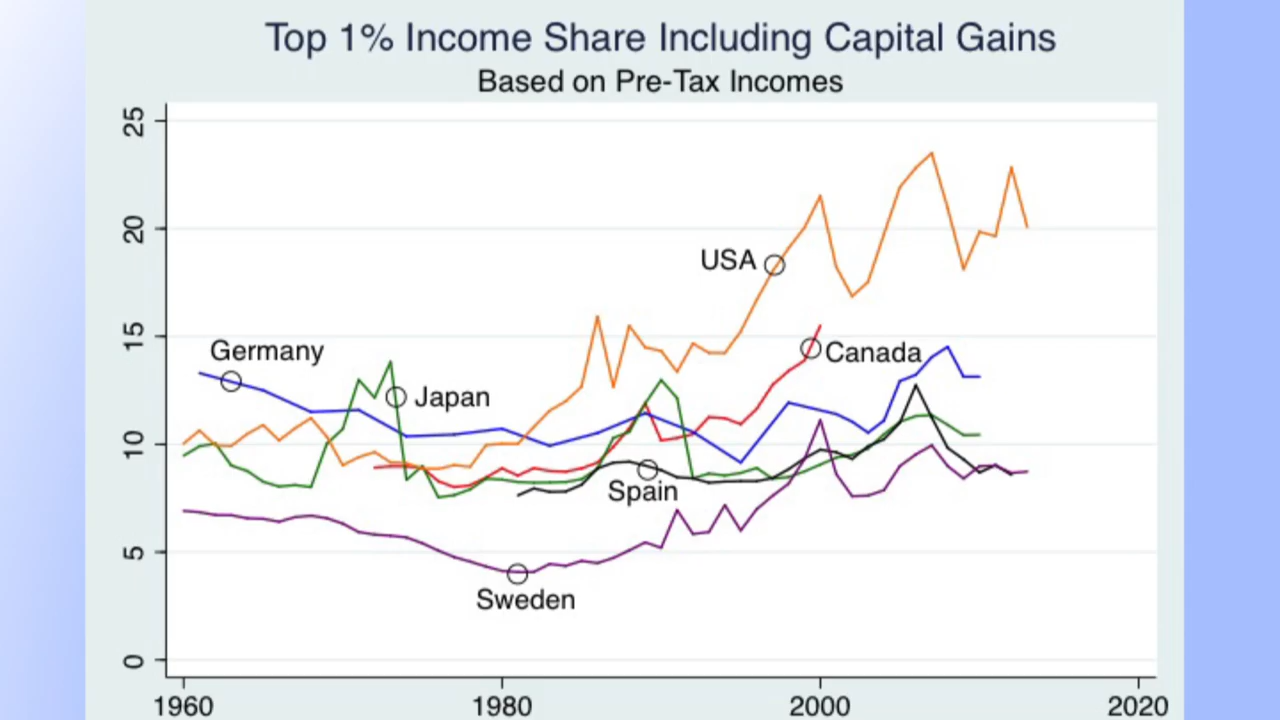 Top 1% Income Share Including Capital Gains
Based on Pre-Tax Incomes
25
20
15
10
5
0
USA
Germany
Canada
Japan
Spain
Sweden
1960 1980 2000 2020